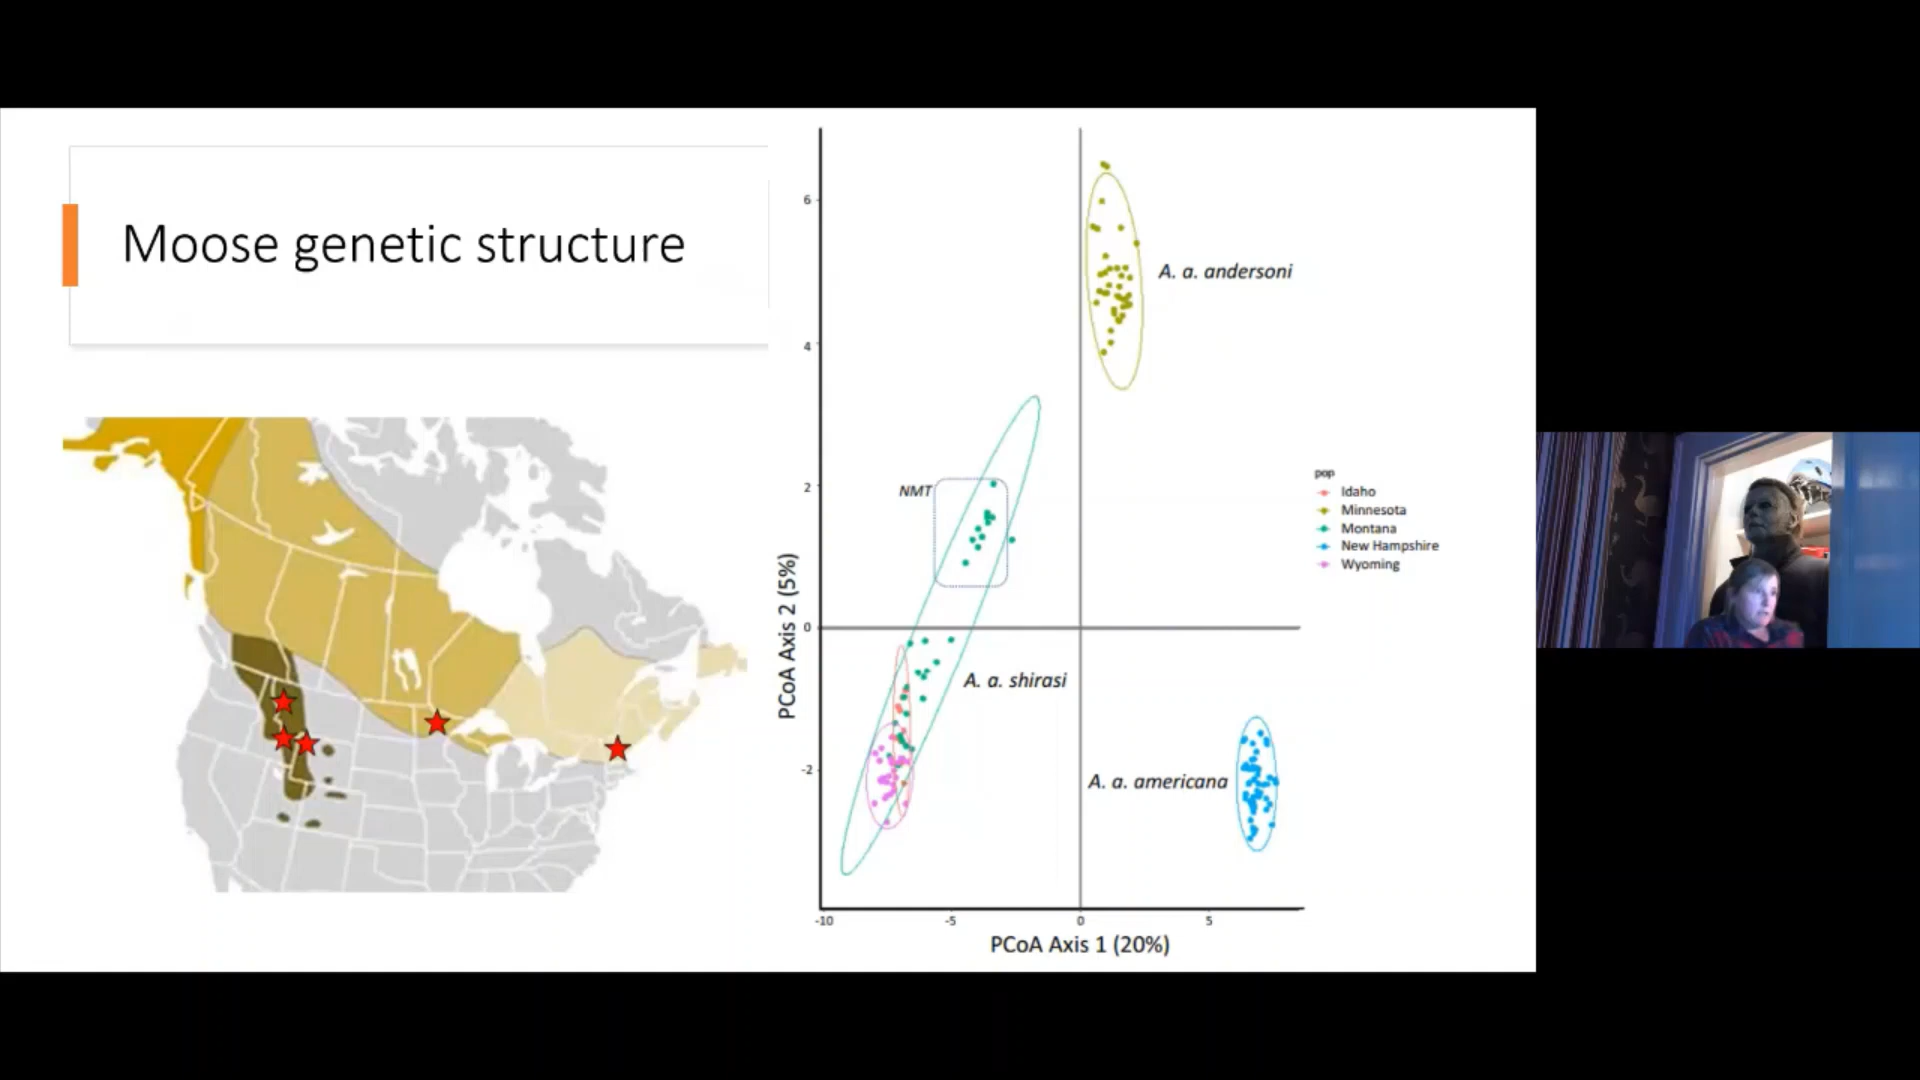 Moose genetic structure
6
4
2
0
-2
-10
-5
0
5
PCoA Axis 2 (5%)
PCoA Axis 1 (20%)
A. a. andersoni
NMT
A. a. shirasi
A. a. americana
pop
Idaho
Minnesota
Montana
New Hampshire
Wyoming